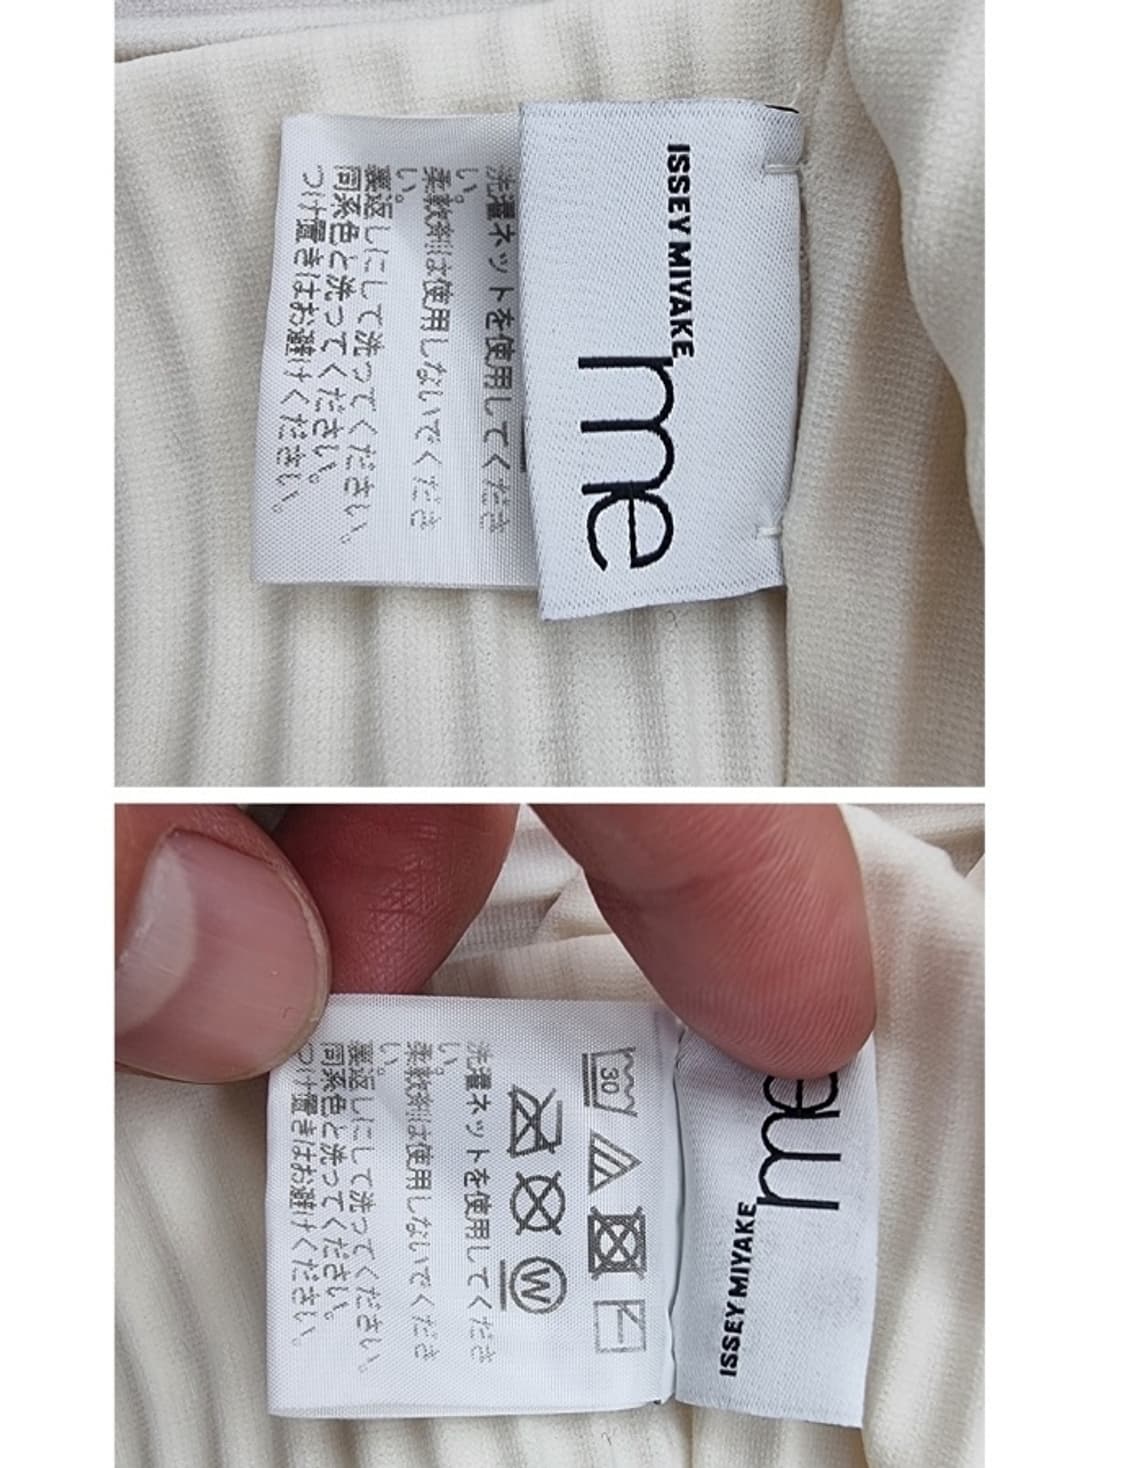 ISSEY MIYAKE
me
洗濯ネットを使用してくださ
い。
柔軟剤は使用しないでくださ
い。
裏返しにして洗ってください。
同系色と洗ってください。
つけ置きはお避けください。
ISSEY MIYAKE
me
30
W
洗濯ネットを使用してくださ
い。
柔軟剤は使用しないでくださ
い。
裏返しにして洗ってください。
同系色と洗ってください。
つけ置きはお避けください。